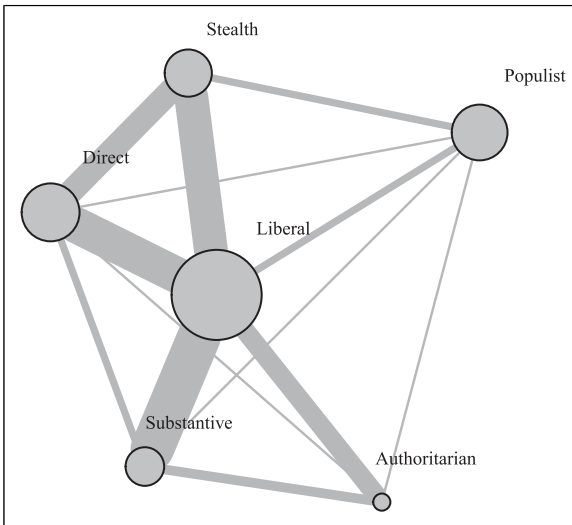 Stealth
Populist
Direct
Liberal
Substantive
Authoritarian